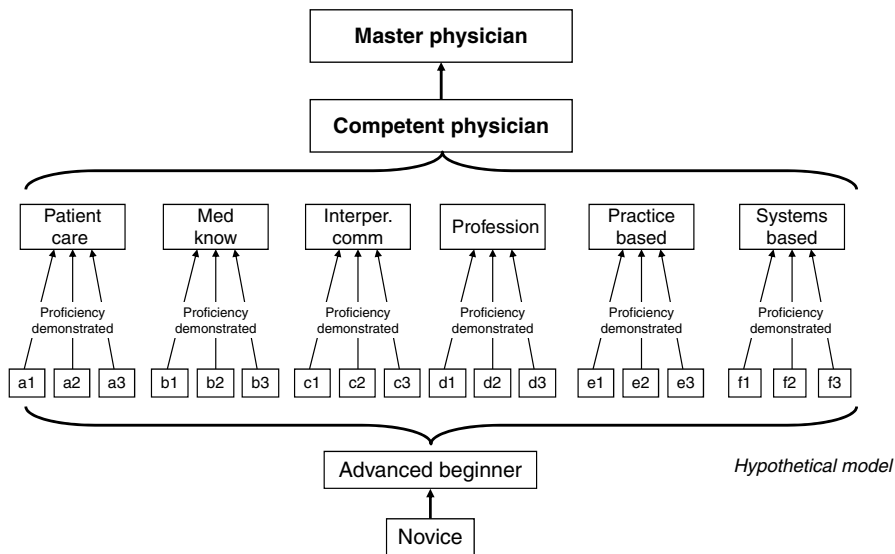 Master physician
Competent physician
Patient
care
Med
know
Interper.
comm
Profession
Practice
based
Systems
based
Proficiency
demonstrated
Proficiency
demonstrated
Proficiency
demonstrated
Proficiency
demonstrated
Proficiency
demonstrated
Proficiency
demonstrated
a1 a2 a3 b1 b2 b3 c1 c2 c3 d1 d2 d3 e1 e2 e3 f1 f2 f3
Advanced beginner
Hypothetical model
Novice